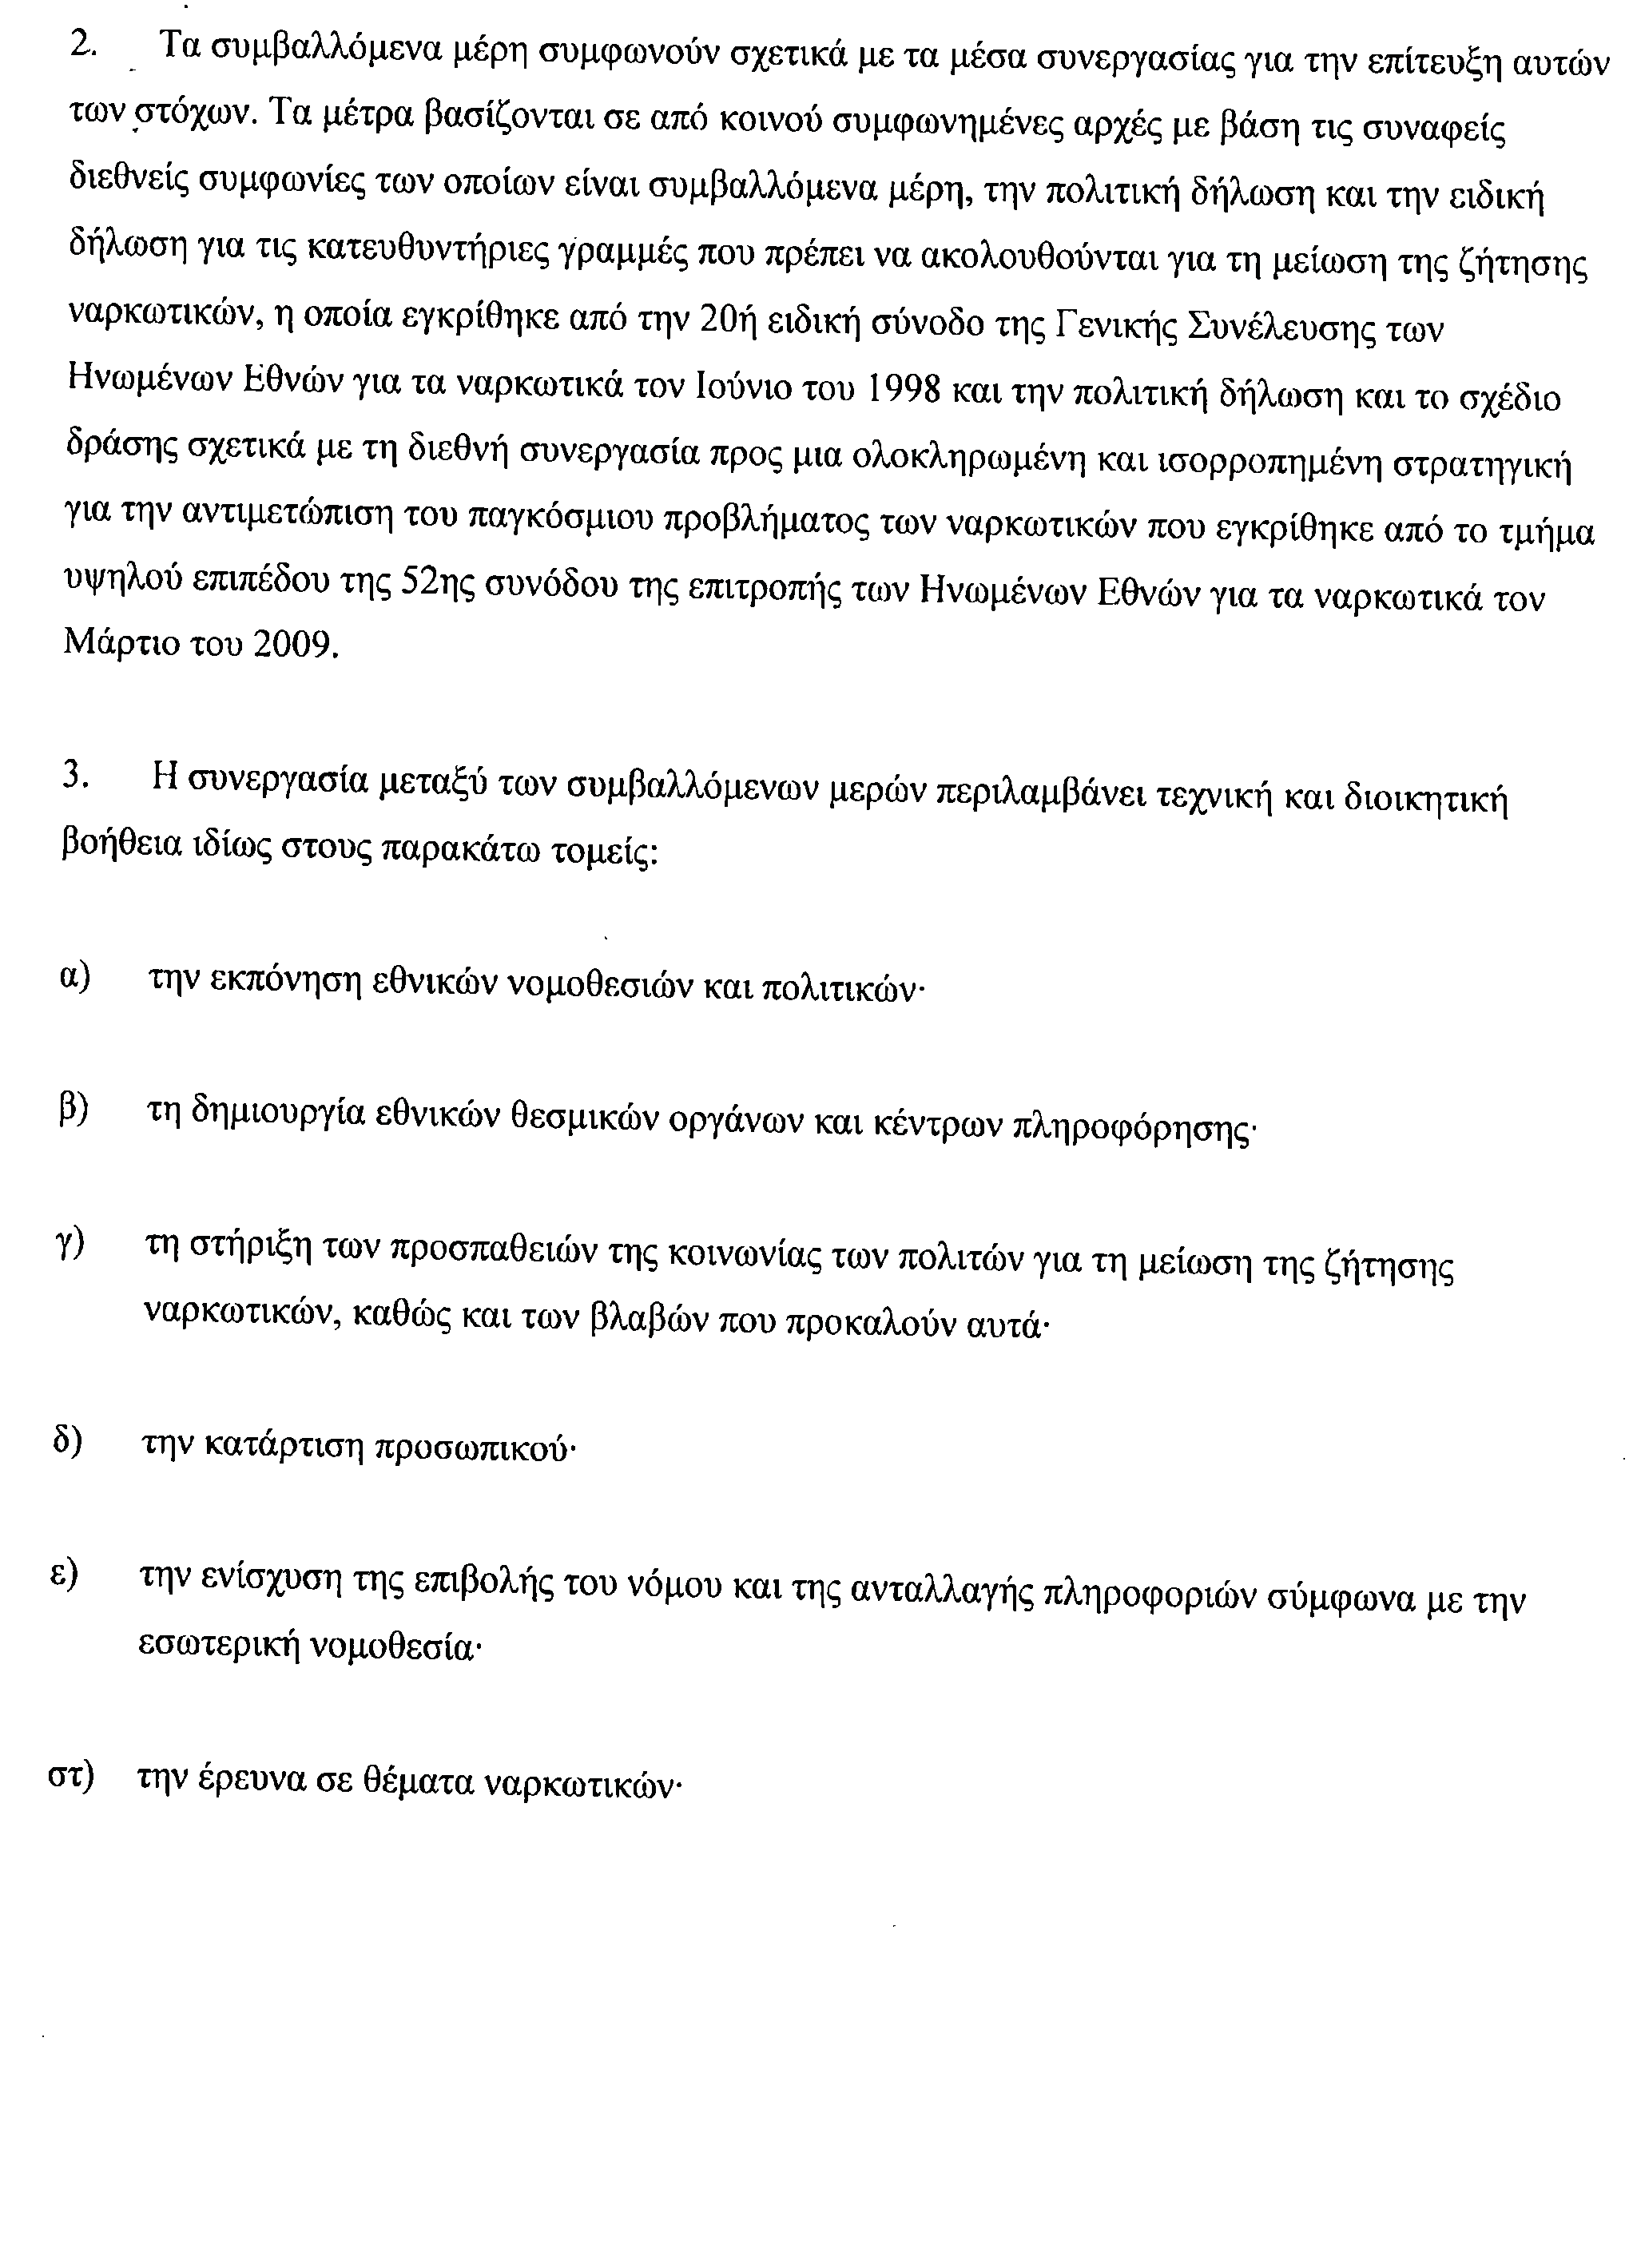 2. Τα συμβαλλόμενα μέρη συμφωνούν σχετικά με τα μέσα συνεργασίας για την επίτευξη αυτών
των στόχων. Τα μέτρα βασίζονται σε από κοινού συμφωνημένες αρχές με βάση τις συναφείς
διεθνείς συμφωνίες των οποίων είναι συμβαλλόμενα μέρη, την πολιτική δήλωση και την ειδική
δήλωση για τις κατευθυντήριες γραμμές που πρέπει να ακολουθούνται για τη μείωση της ζήτησης
ναρκωτικών, η οποία εγκρίθηκε από την 20ή ειδική σύνοδο της Γενικής Συνέλευσης των
Ηνωμένων Εθνών για τα ναρκωτικά τον Ιούνιο του 1998 και την πολιτική δήλωση και το σχέδιο
δράσης σχετικά με τη διεθνή συνεργασία προς μια ολοκληρωμένη και ισορροπημένη στρατηγική
για την αντιμετώπιση του παγκόσμιου προβλήματος των ναρκωτικών που εγκρίθηκε από το τμήμα
υψηλού επιπέδου της 52ης συνόδου της επιτροπής των Ηνωμένων Εθνών για τα ναρκωτικά τον
Μάρτιο του 2009.
3. Η συνεργασία μεταξύ των συμβαλλόμενων μερών περιλαμβάνει τεχνική και διοικητική
βοήθεια ιδίως στους παρακάτω τομείς:
α) την εκπόνηση εθνικών νομοθεσιών και πολιτικών·
β) τη δημιουργία εθνικών θεσμικών οργάνων και κέντρων πληροφόρησης·
γ) τη στήριξη των προσπαθειών της κοινωνίας των πολιτών για τη μείωση της ζήτησης
ναρκωτικών, καθώς και των βλαβών που προκαλούν αυτά·
δ) την κατάρτιση προσωπικού·
ε) την ενίσχυση της επιβολής του νόμου και της ανταλλαγής πληροφοριών σύμφωνα με την
εσωτερική νομοθεσία·
στ) την έρευνα σε θέματα ναρκωτικών·